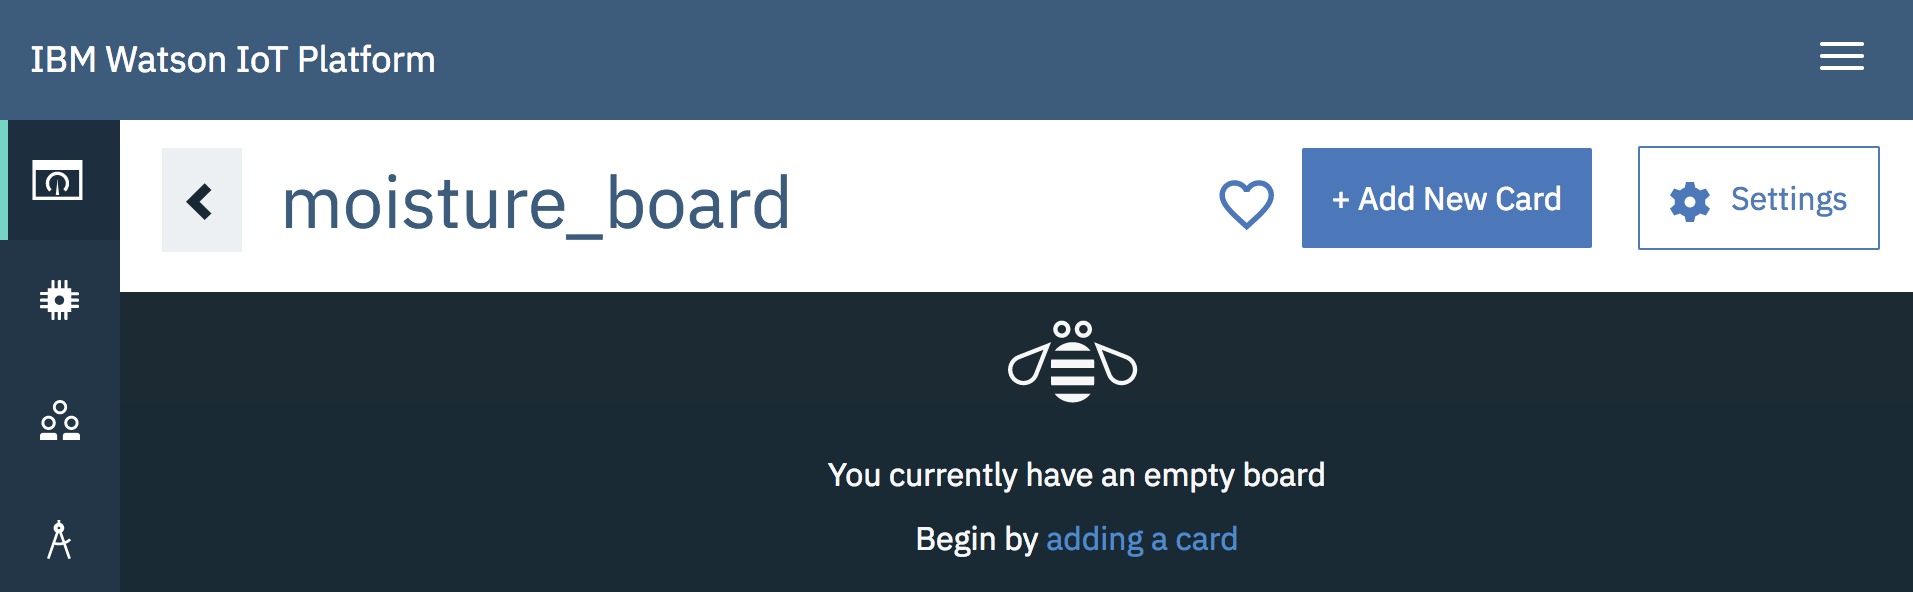 IBM Watson IoT Platform
moisture_board
+ Add New Card
Settings
You currently have an empty board
Begin by adding a card